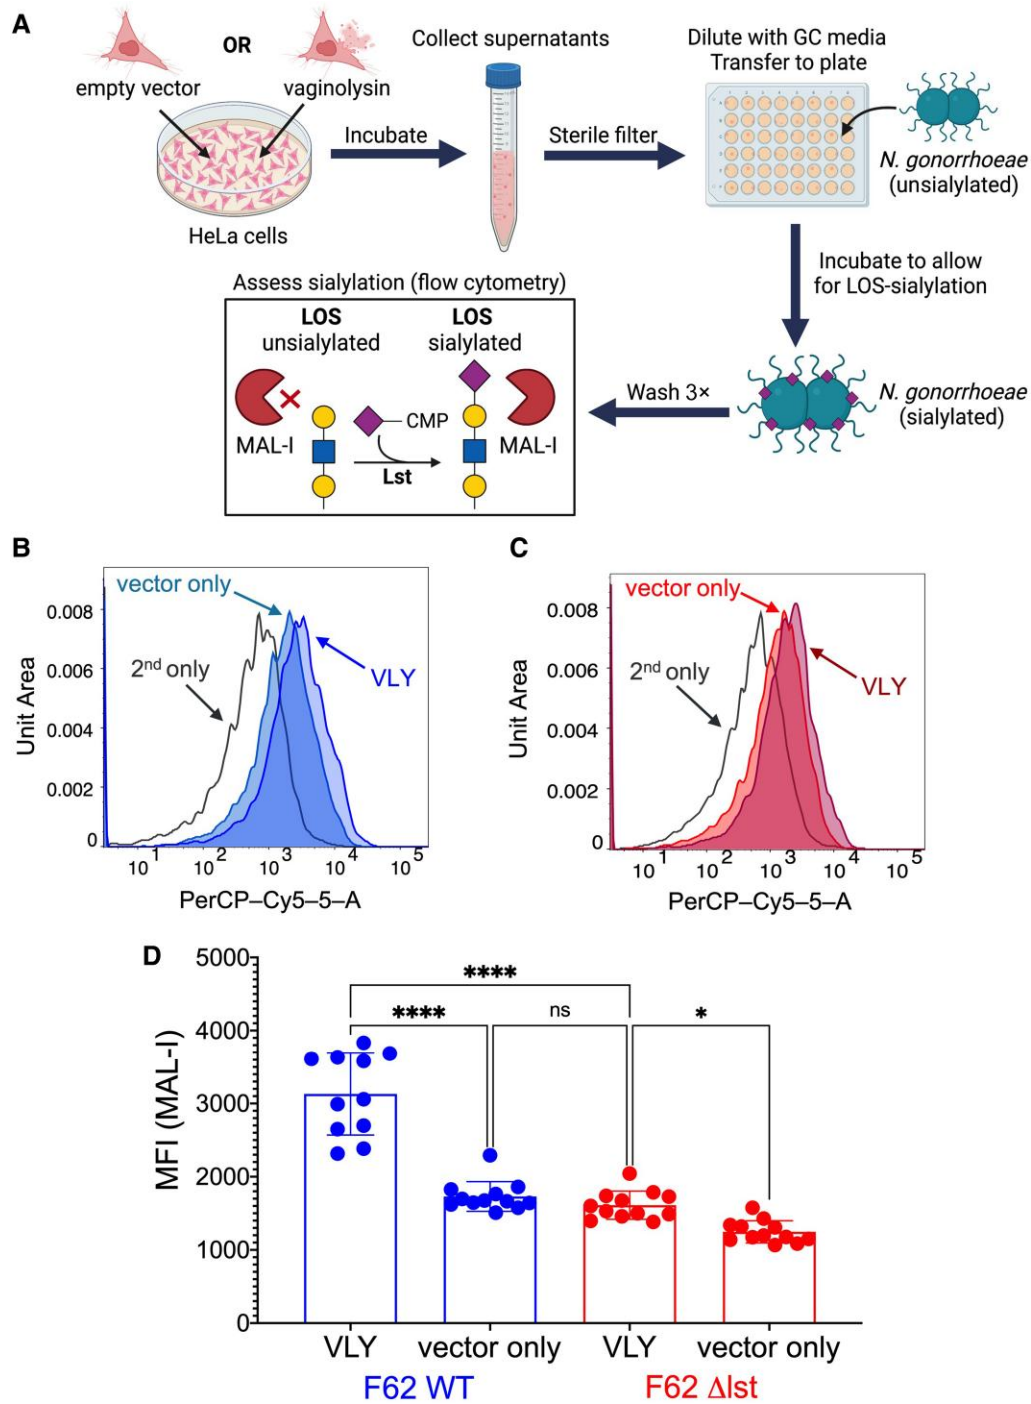 A
OR
empty vector
vaginolysin
HeLa cells
Incubate
Collect supernatants
Sterile filter
Dilute with GC media
Transfer to plate
N. gonorrhoeae
(unsialylated)
Incubate to allow
for LOS-sialylation
N. gonorrhoeae
(sialylated)
Wash 3×
Assess sialylation (flow cytometry)
LOS
unsialylated
LOS
sialylated
MAL-I
CMP
Lst
MAL-I
B
vector only
2nd only
VLY
Unit Area
0.008
0.006
0.004
0.002
0
10 1
10 2
10 3
10 4
10 5
PerCP–Cy5–5–A
C
vector only
2nd only
VLY
Unit Area
0.008
0.006
0.004
0.002
0
10 1
10 2
10 3
10 4
10 5
PerCP–Cy5–5–A
D
MFI (MAL-I)
5000
4000
3000
2000
1000
0
****
****
ns
*
VLY
vector only
VLY
vector only
F62 WT
F62 Δlst